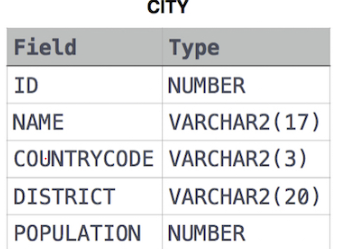 CITY
Field Type
ID NUMBER
NAME VARCHAR2(17)
COUNTRYCODE VARCHAR2(3)
DISTRICT VARCHAR2(20)
POPULATION NUMBER